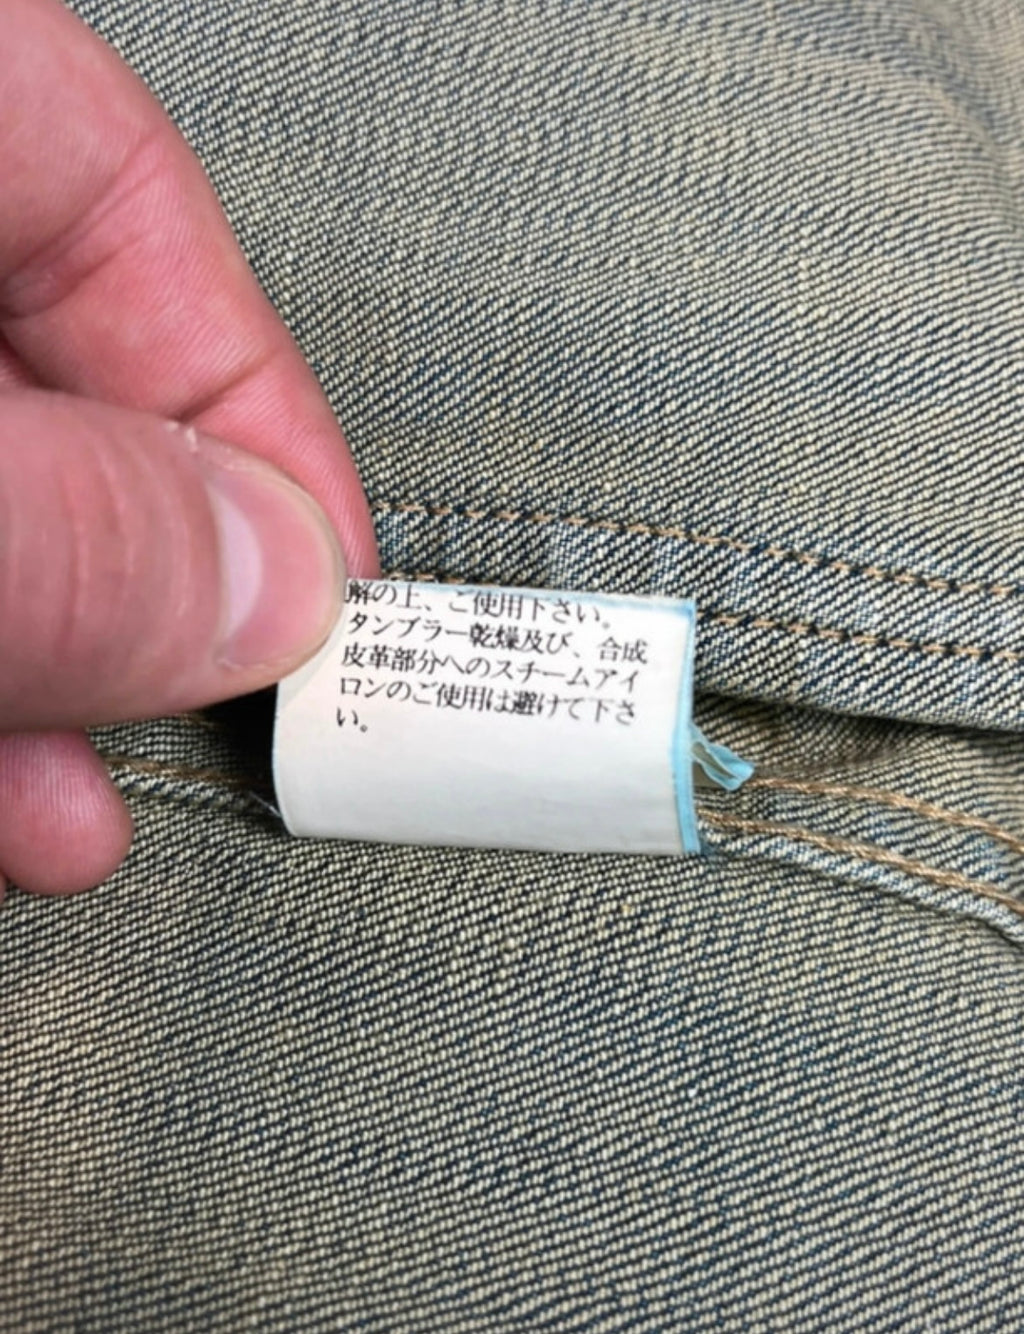 解の上、ご使用下さい。
タンブラー乾燥及び、合成
皮革部分へのスチームアイ
ロンのご使用は避けて下さ
い。